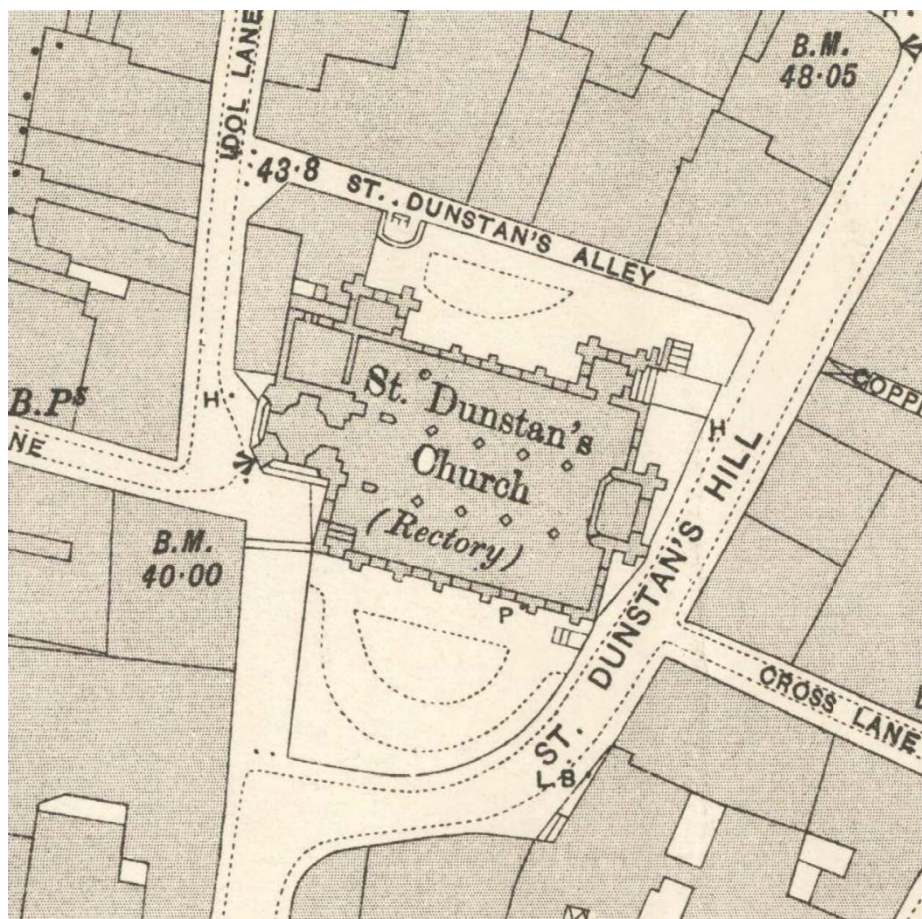 H
B.M.
48·05
IDOL LANE
43·8
ST. DUNSTAN'S ALLEY
COPP
B.Pˢ
NE
H
St. Dunstan's
Church
(Rectory)
H
ST. DUNSTAN'S HILL
B.M.
40·00
P
CROSS LANE
L.B.